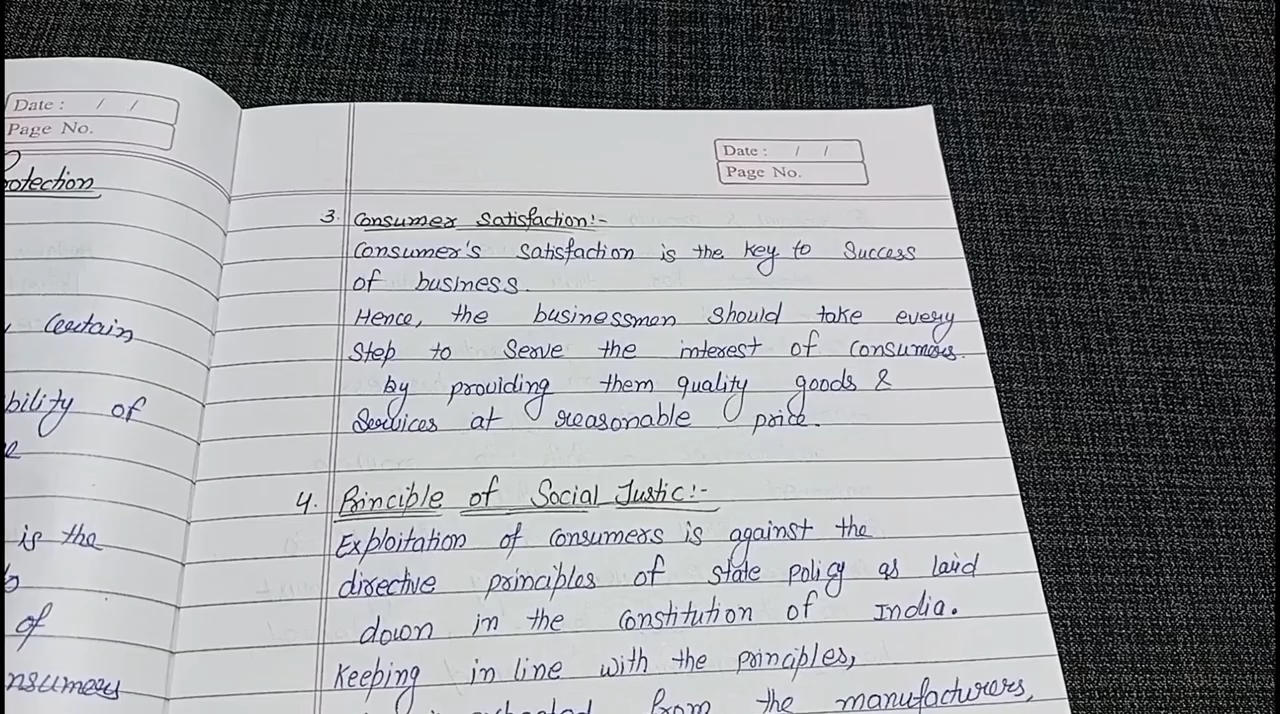 Date : / /
Page No.
otection
certain
bility of
is the
of
nsumers
Date : / /
Page No.
3. Consumer Satisfaction:-
Consumer's satisfaction is the key to success
of business.
Hence, the businessmen should take every
step to serve the interest of consumers.
by providing them quality goods &
services at reasonable price.
4. Principle of Social Justic:-
Exploitation of consumers is against the
directive principles of state policy as laid
down in the constitution of India.
Keeping in line with the principles,
from the manufacturers,